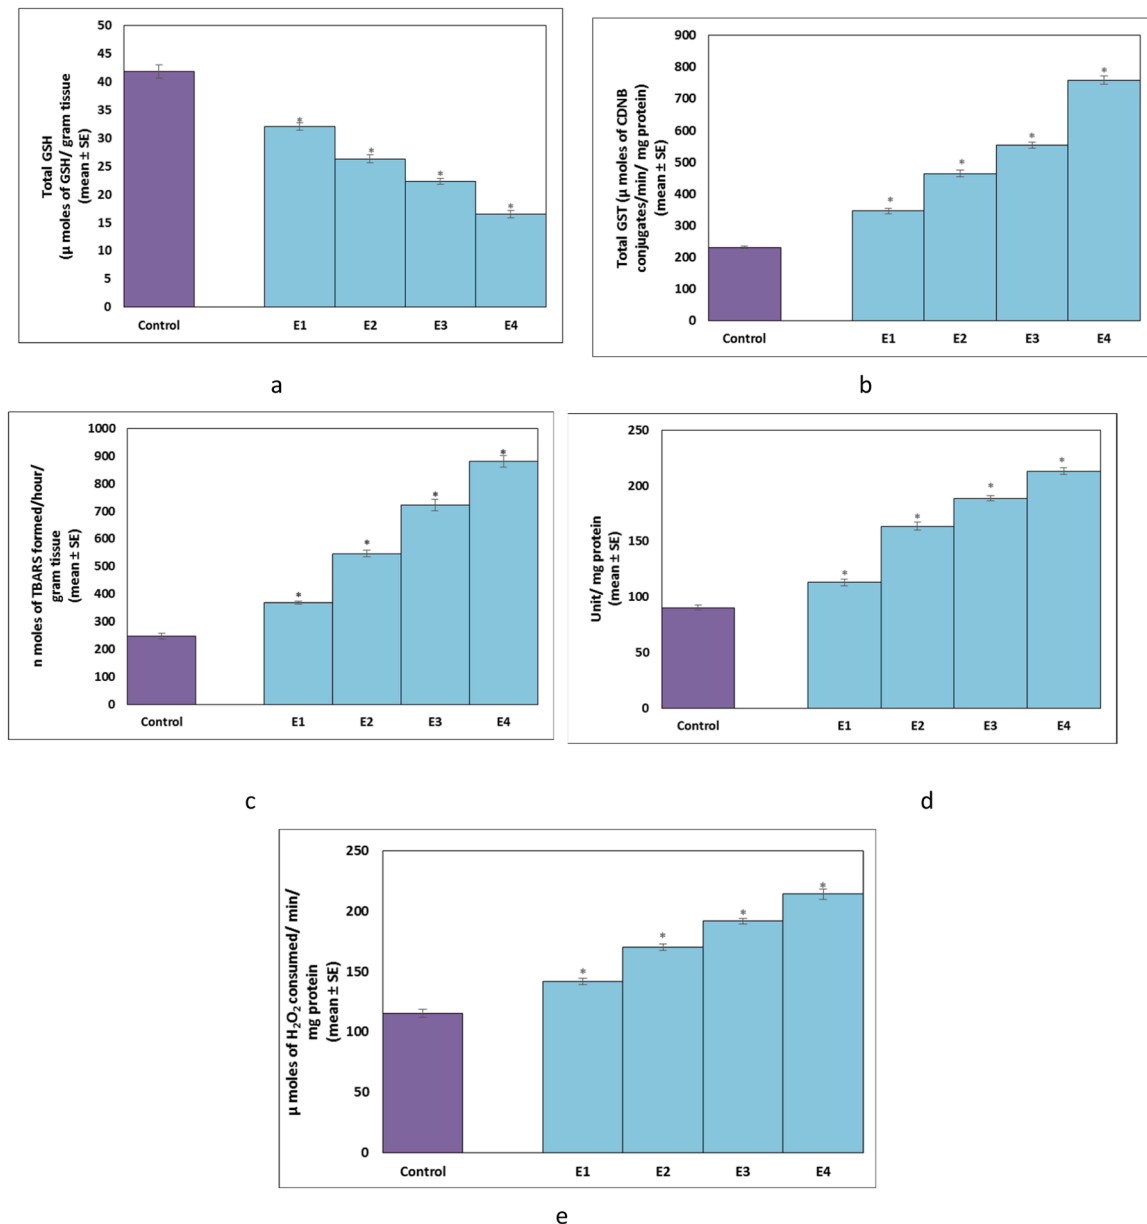 50
45
40
35
30
25
20
15
10
5
0
Total GSH
(µ moles of GSH/ gram tissue
(mean ± SE)
*
*
*
*
Control E1 E2 E3 E4
a
900
800
700
600
500
400
300
200
100
0
Total GST (µ moles of CDNB
conjugates/min/ mg protein)
(mean ± SE)
*
*
*
*
Control E1 E2 E3 E4
b
1000
900
800
700
600
500
400
300
200
100
0
n moles of TBARS formed/hour/
gram tissue
(mean ± SE)
*
*
*
*
Control E1 E2 E3 E4
c
250
200
150
100
50
0
Unit/ mg protein
(mean ± SE)
*
*
*
*
Control E1 E2 E3 E4
d
250
200
150
100
50
0
µ moles of H₂O₂ consumed/ min/
mg protein
(mean ± SE)
*
*
*
*
Control E1 E2 E3 E4
e